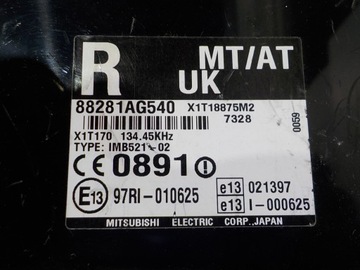 R MT/AT
UK
88281AG540 X1T18875M2
7328
0059
X1T170 134.45KHz
TYPE: IMB521-02
CE 0891
E13 97RI-010625
e13 021397
e13 I-000625
MITSUBISHI ELECTRIC CORP.,JAPAN